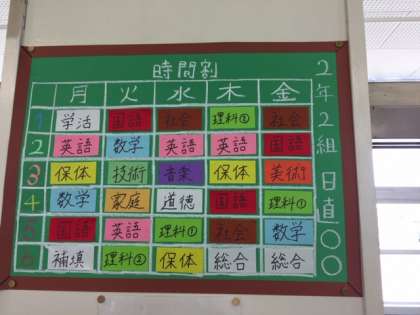 時間割
月 火 水 木 金
1 学活 国語 社会 理科② 社会
2 英語 数学 英語 英語 国語
3 保体 技術 音楽 保体 美術
4 数学 家庭 道徳 国語 理科①
5 国語 英語 理科① 社会 数学
6 補填 理科② 保体 総合 総合
2年2組 日直〇〇